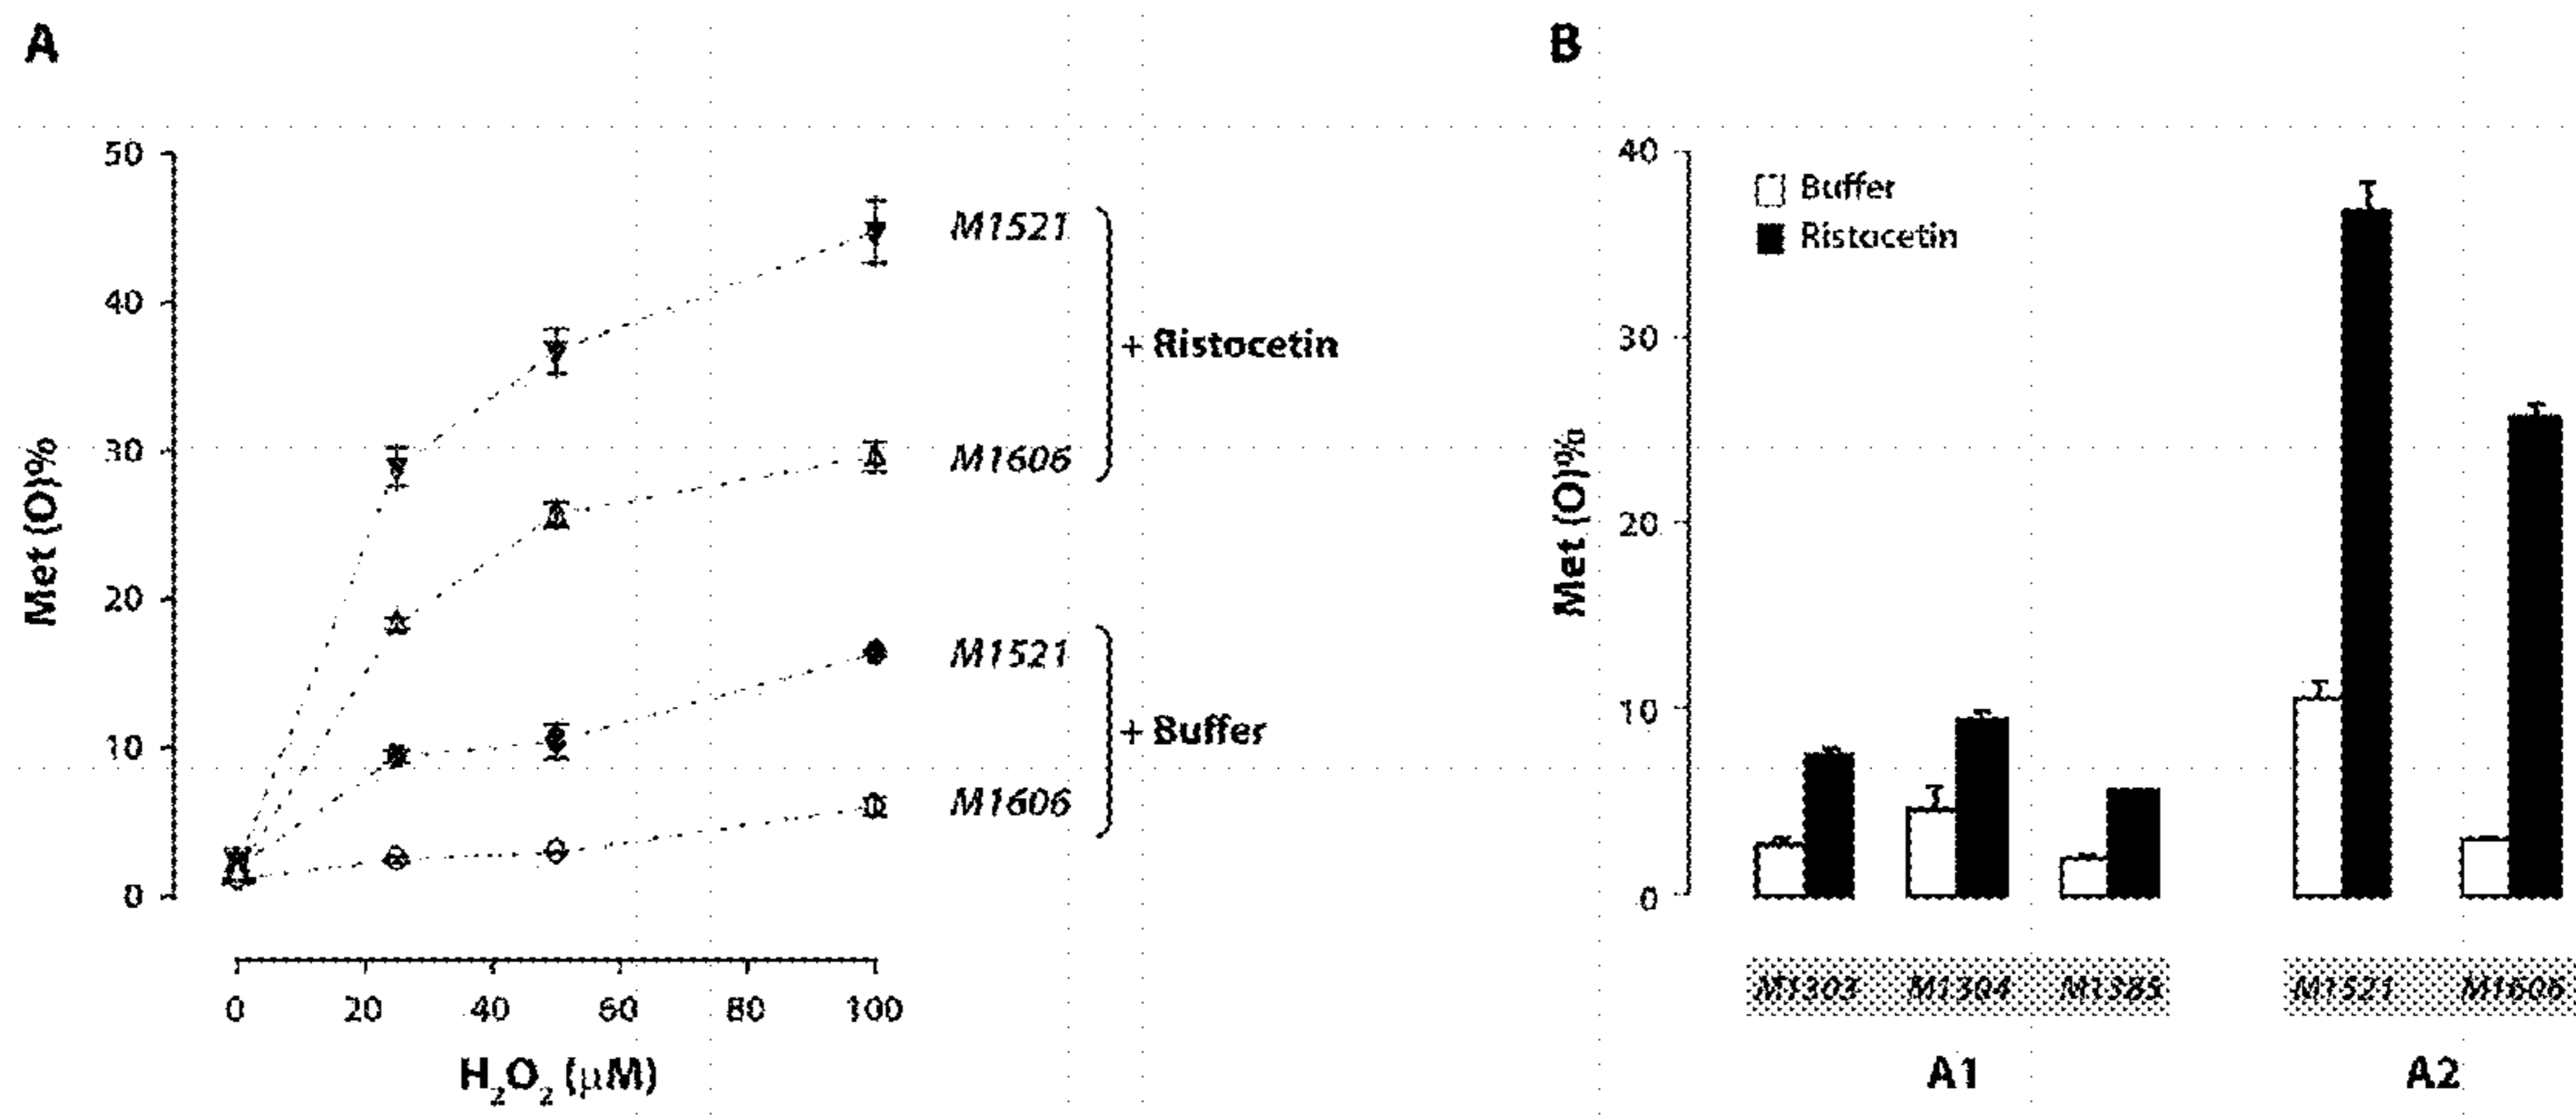 A
50
40
30
20
10
0
Met (O)%
0 20 40 60 80 100
H₂O₂ (μM)
M1521
M1606
+ Ristocetin
M1521
M1606
+ Buffer
B
40
30
20
10
0
Met (O)%
Buffer
Ristocetin
M1303 M1304 M1385 M1521 M1606
A1 A2